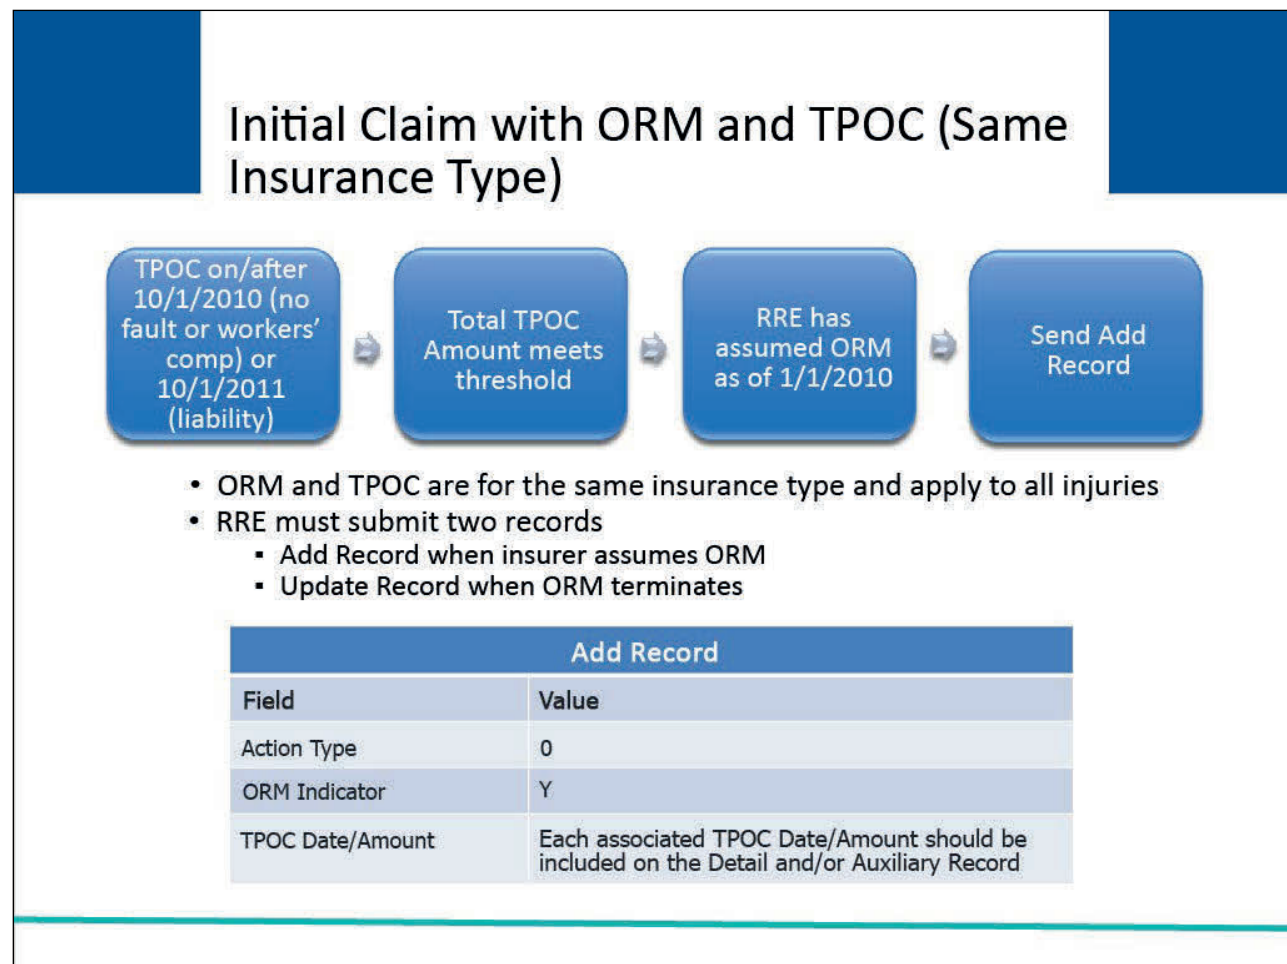 Initial Claim with ORM and TPOC (Same
Insurance Type)
TPOC on/after
10/1/2010 (no
fault or workers’
comp) or
10/1/2011
(liability)
Total TPOC
Amount meets
threshold
RRE has
assumed ORM
as of 1/1/2010
Send Add
Record
• ORM and TPOC are for the same insurance type and apply to all injuries
• RRE must submit two records
▪ Add Record when insurer assumes ORM
▪ Update Record when ORM terminates
Add Record
Field Value
Action Type 0
ORM Indicator Y
TPOC Date/Amount Each associated TPOC Date/Amount should be
included on the Detail and/or Auxiliary Record